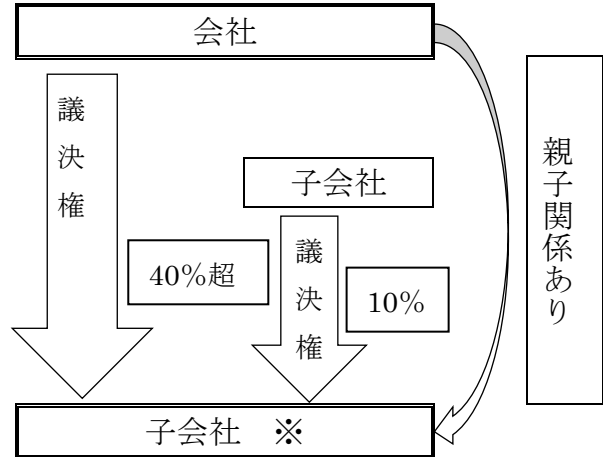 会社
議決権
子会社
40%超
議決権
10%
親子関係あり
子会社 ※